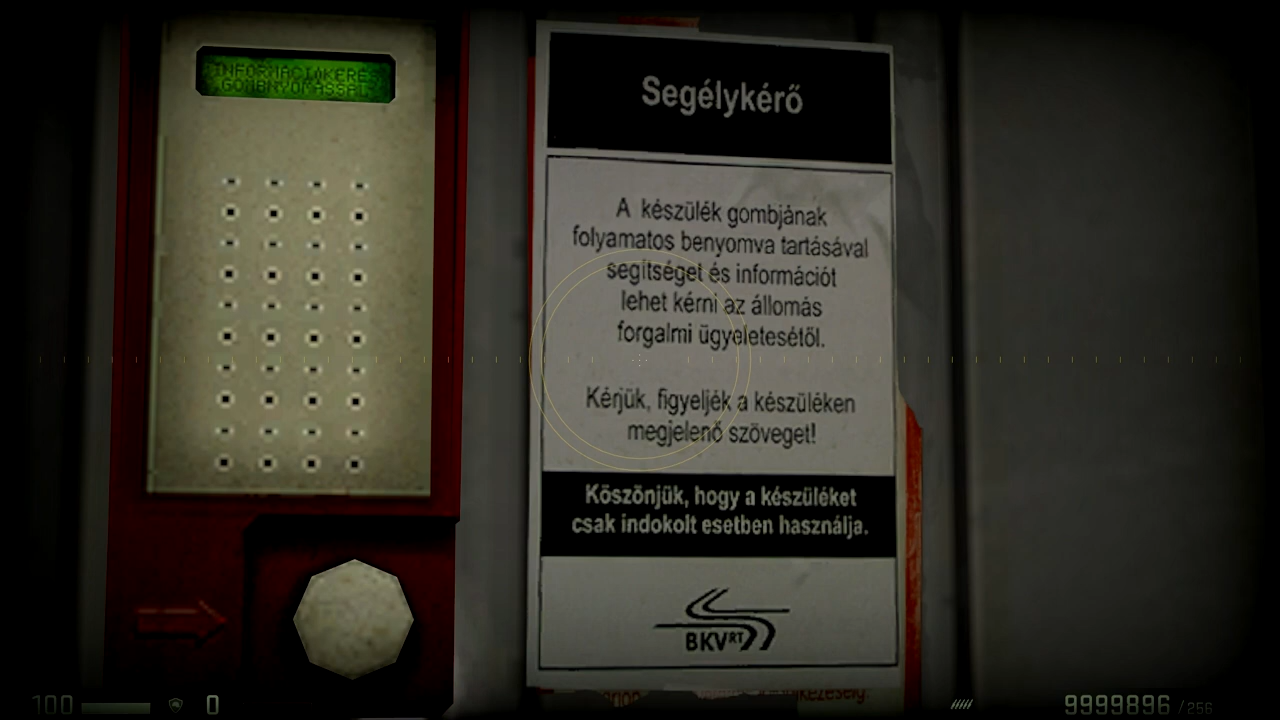 INFORMÁCIÓKÉRÉS
GOMBNYOMÁSSAL
Segélykérő
A készülék gombjának
folyamatos benyomva tartásával
segítséget és információt
lehet kérni az állomás
forgalmi ügyeletesétől.
Kérjük, figyeljék a készüléken
megjelenő szöveget!
Köszönjük, hogy a készüléket
csak indokolt esetben használja.
BKV RT
100
0
9999896 / 256